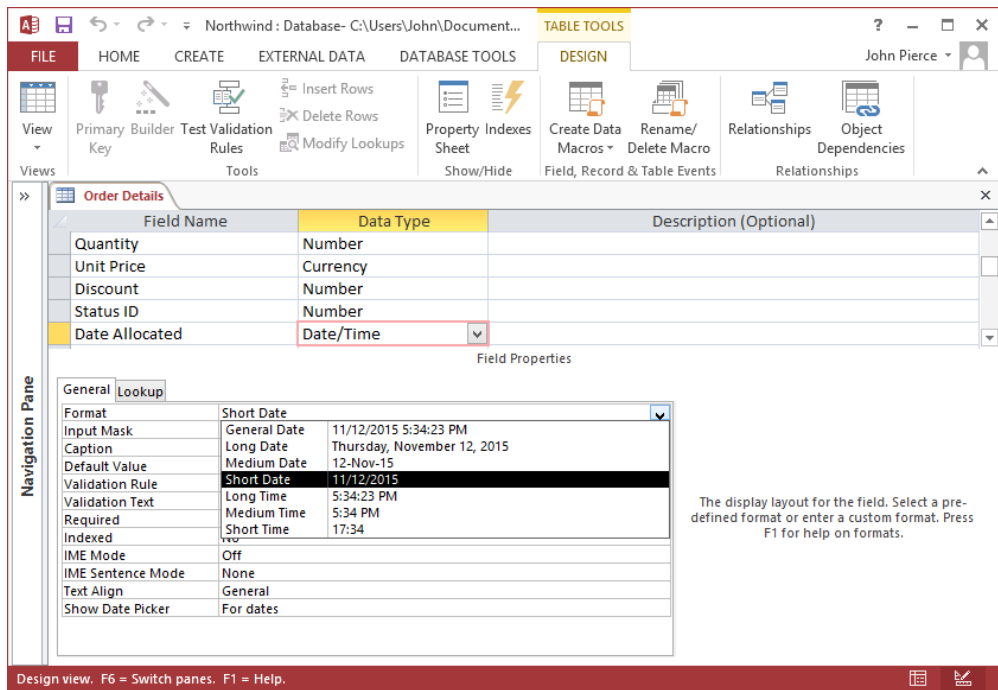 Northwind : Database- C:\Users\John\Document...
TABLE TOOLS
?
FILE HOME CREATE EXTERNAL DATA DATABASE TOOLS DESIGN John Pierce
View
Primary Key
Builder
Test Validation Rules
Insert Rows
Delete Rows
Modify Lookups
Property Sheet
Indexes
Create Data Macros
Rename/ Delete Macro
Relationships
Object Dependencies
Views Tools Show/Hide Field, Record & Table Events Relationships
» Order Details
Field Name Data Type Description (Optional)
Quantity Number
Unit Price Currency
Discount Number
Status ID Number
Date Allocated Date/Time
Field Properties
Navigation Pane
General Lookup
Format Short Date
Input Mask
Caption
Default Value
Validation Rule
Validation Text
Required
Indexed No
General Date 11/12/2015 5:34:23 PM
Long Date Thursday, November 12, 2015
Medium Date 12-Nov-15
Short Date 11/12/2015
Long Time 5:34:23 PM
Medium Time 5:34 PM
Short Time 17:34
IME Mode Off
IME Sentence Mode None
Text Align General
Show Date Picker For dates
The display layout for the field. Select a pre-
defined format or enter a custom format. Press
F1 for help on formats.
Design view. F6 = Switch panes. F1 = Help.